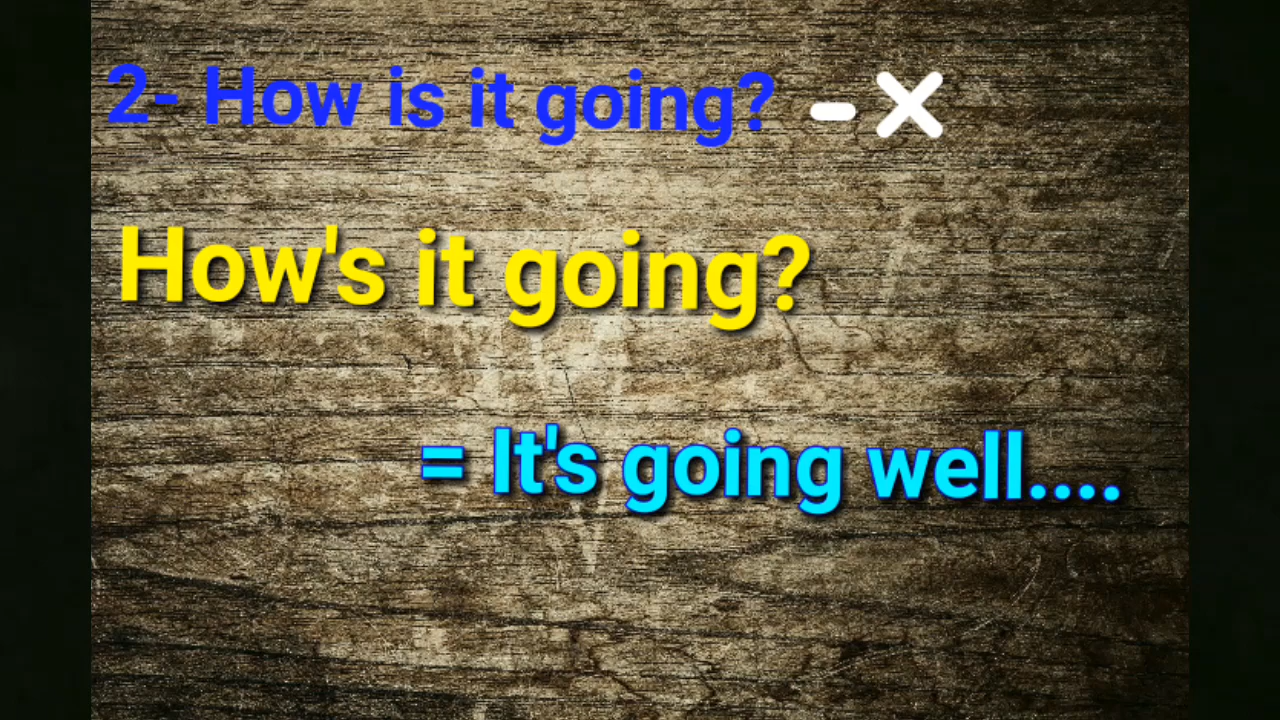 2- How is it going? - ×
How's it going?
= It's going well....